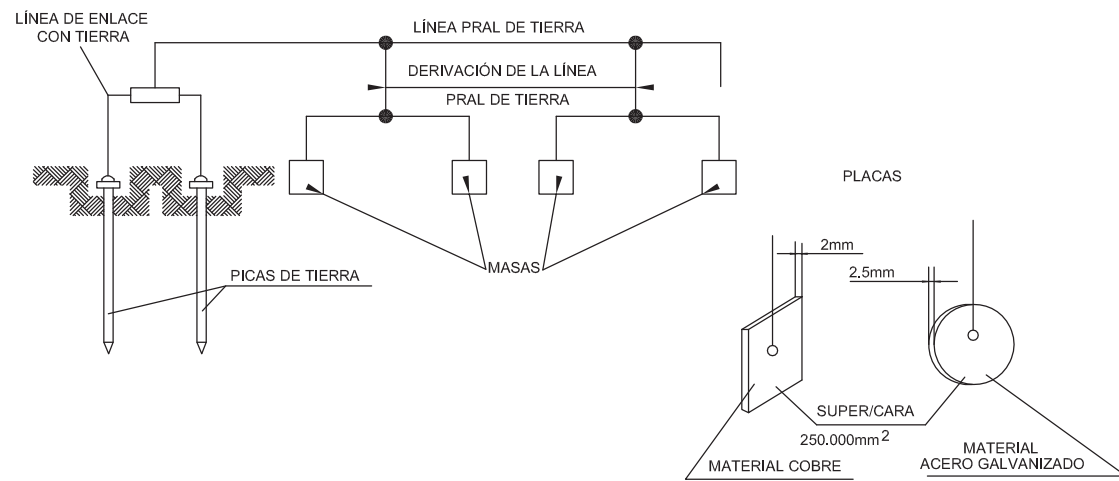 LÍNEA DE ENLACE
CON TIERRA
LÍNEA PRAL DE TIERRA
DERIVACIÓN DE LA LÍNEA
PRAL DE TIERRA
PLACAS
MASAS
PICAS DE TIERRA
2mm
2.5mm
SUPER/CARA
250.000mm²
MATERIAL COBRE
MATERIAL
ACERO GALVANIZADO